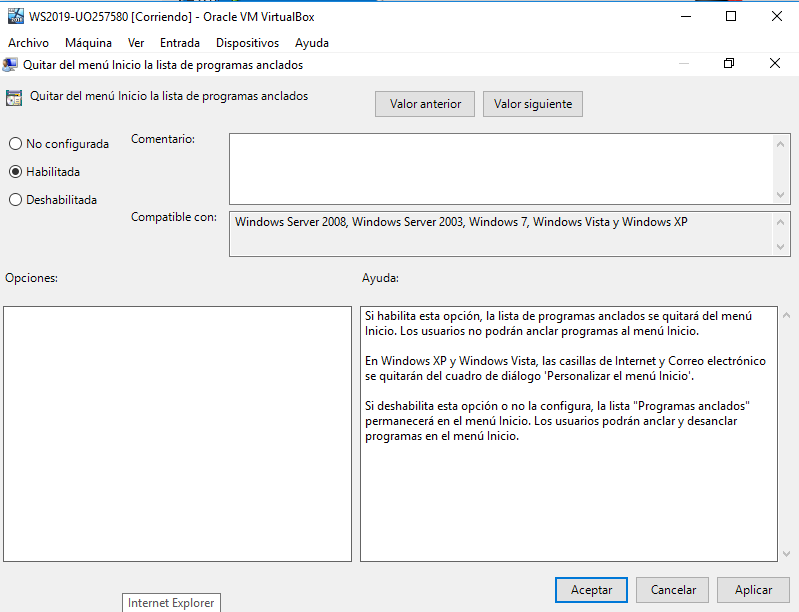 WS2019-UO257580 [Corriendo] - Oracle VM VirtualBox
Archivo Máquina Ver Entrada Dispositivos Ayuda
Quitar del menú Inicio la lista de programas anclados
Quitar del menú Inicio la lista de programas anclados
Valor anterior Valor siguiente
No configurada
Habilitada
Deshabilitada
Comentario:
Compatible con:
Windows Server 2008, Windows Server 2003, Windows 7, Windows Vista y Windows XP
Opciones:
Ayuda:
Si habilita esta opción, la lista de programas anclados se quitará del menú
Inicio. Los usuarios no podrán anclar programas al menú Inicio.
En Windows XP y Windows Vista, las casillas de Internet y Correo electrónico
se quitarán del cuadro de diálogo 'Personalizar el menú Inicio'.
Si deshabilita esta opción o no la configura, la lista "Programas anclados"
permanecerá en el menú Inicio. Los usuarios podrán anclar y desanclar
programas en el menú Inicio.
Aceptar Cancelar Aplicar
Internet Explorer